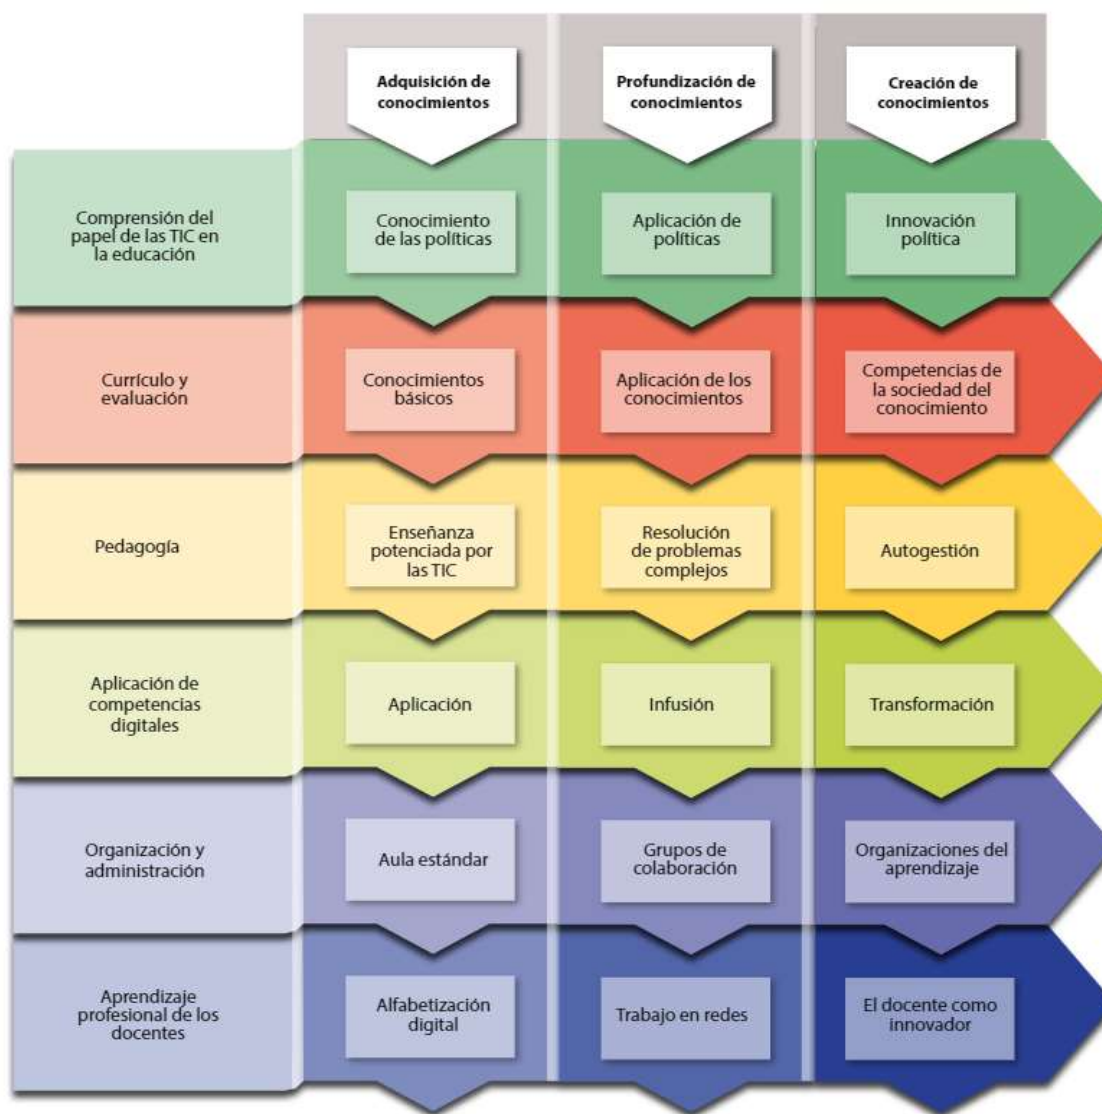 Adquisición de
conocimientos
Profundización de
conocimientos
Creación de
conocimientos
Comprensión del
papel de las TIC en
la educación
Conocimiento
de las políticas
Aplicación de
políticas
Innovación
política
Currículo y
evaluación
Conocimientos
básicos
Aplicación de los
conocimientos
Competencias de
la sociedad del
conocimiento
Pedagogía
Enseñanza
potenciada por
las TIC
Resolución
de problemas
complejos
Autogestión
Aplicación de
competencias
digitales
Aplicación
Infusión
Transformación
Organización y
administración
Aula estándar
Grupos de
colaboración
Organizaciones del
aprendizaje
Aprendizaje
profesional de los
docentes
Alfabetización
digital
Trabajo en redes
El docente como
innovador